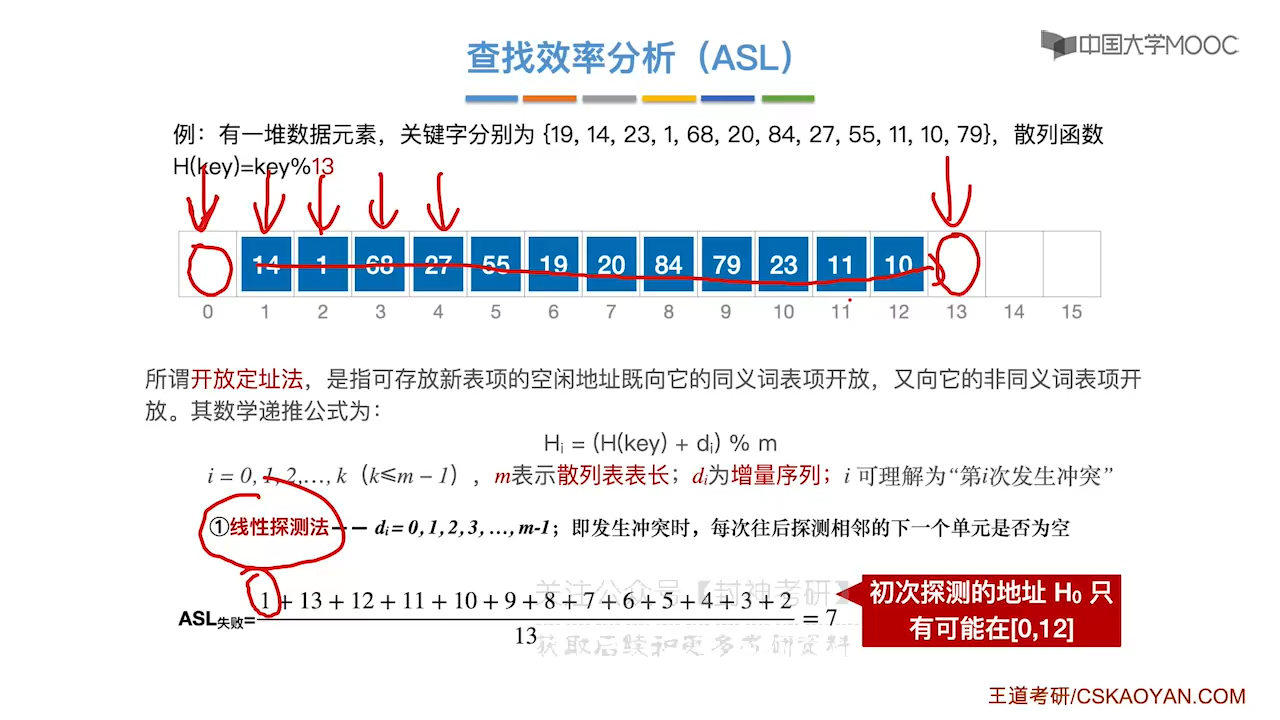 中国大学MOOC
查找效率分析（ASL）
例：有一堆数据元素，关键字分别为 {19, 14, 23, 1, 68, 20, 84, 27, 55, 11, 10, 79}，散列函数
H(key)=key%13
14 1 68 27 55 19 20 84 79 23 11 10
0 1 2 3 4 5 6 7 8 9 10 11 12 13 14 15
所谓开放定址法，是指可存放新表项的空闲地址既向它的同义词表项开放，又向它的非同义词表项开
放。其数学递推公式为：
Hᵢ = (H(key) + dᵢ) % m
i = 0, 1, 2,…, k（k≤m − 1），m表示散列表表长；dᵢ为增量序列；i 可理解为“第i次发生冲突”
①线性探测法—— dᵢ = 0, 1, 2, 3, …, m-1；即发生冲突时，每次往后探测相邻的下一个单元是否为空
关注公众号【封神考研】
初次探测的地址 H₀ 只
有可能在[0,12]
1 + 13 + 12 + 11 + 10 + 9 + 8 + 7 + 6 + 5 + 4 + 3 + 2
ASL失败= = 7
13
获取后续和更多考研资料
王道考研/CSKAOYAN.COM